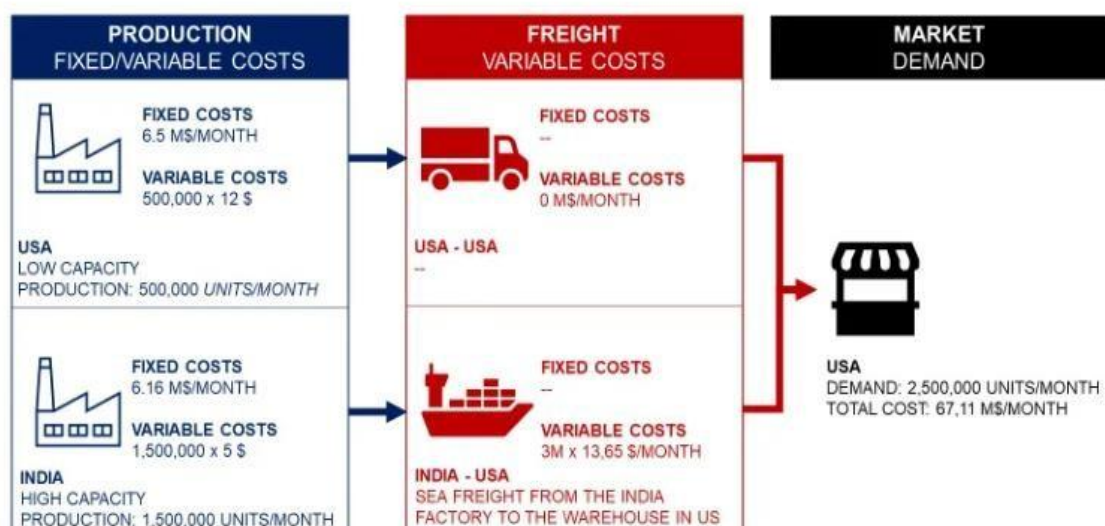 PRODUCTION
FIXED/VARIABLE COSTS
FIXED COSTS
6.5 M$/MONTH
VARIABLE COSTS
500,000 x 12 $
USA
LOW CAPACITY
PRODUCTION: 500,000 UNITS/MONTH
FIXED COSTS
6.16 M$/MONTH
VARIABLE COSTS
1,500,000 x 5 $
INDIA
HIGH CAPACITY
PRODUCTION: 1,500,000 UNITS/MONTH
FREIGHT
VARIABLE COSTS
FIXED COSTS
--
VARIABLE COSTS
0 M$/MONTH
USA - USA
--
FIXED COSTS
--
VARIABLE COSTS
3M x 13,65 $/MONTH
INDIA - USA
SEA FREIGHT FROM THE INDIA
FACTORY TO THE WAREHOUSE IN US
MARKET
DEMAND
USA
DEMAND: 2,500,000 UNITS/MONTH
TOTAL COST: 67,11 M$/MONTH